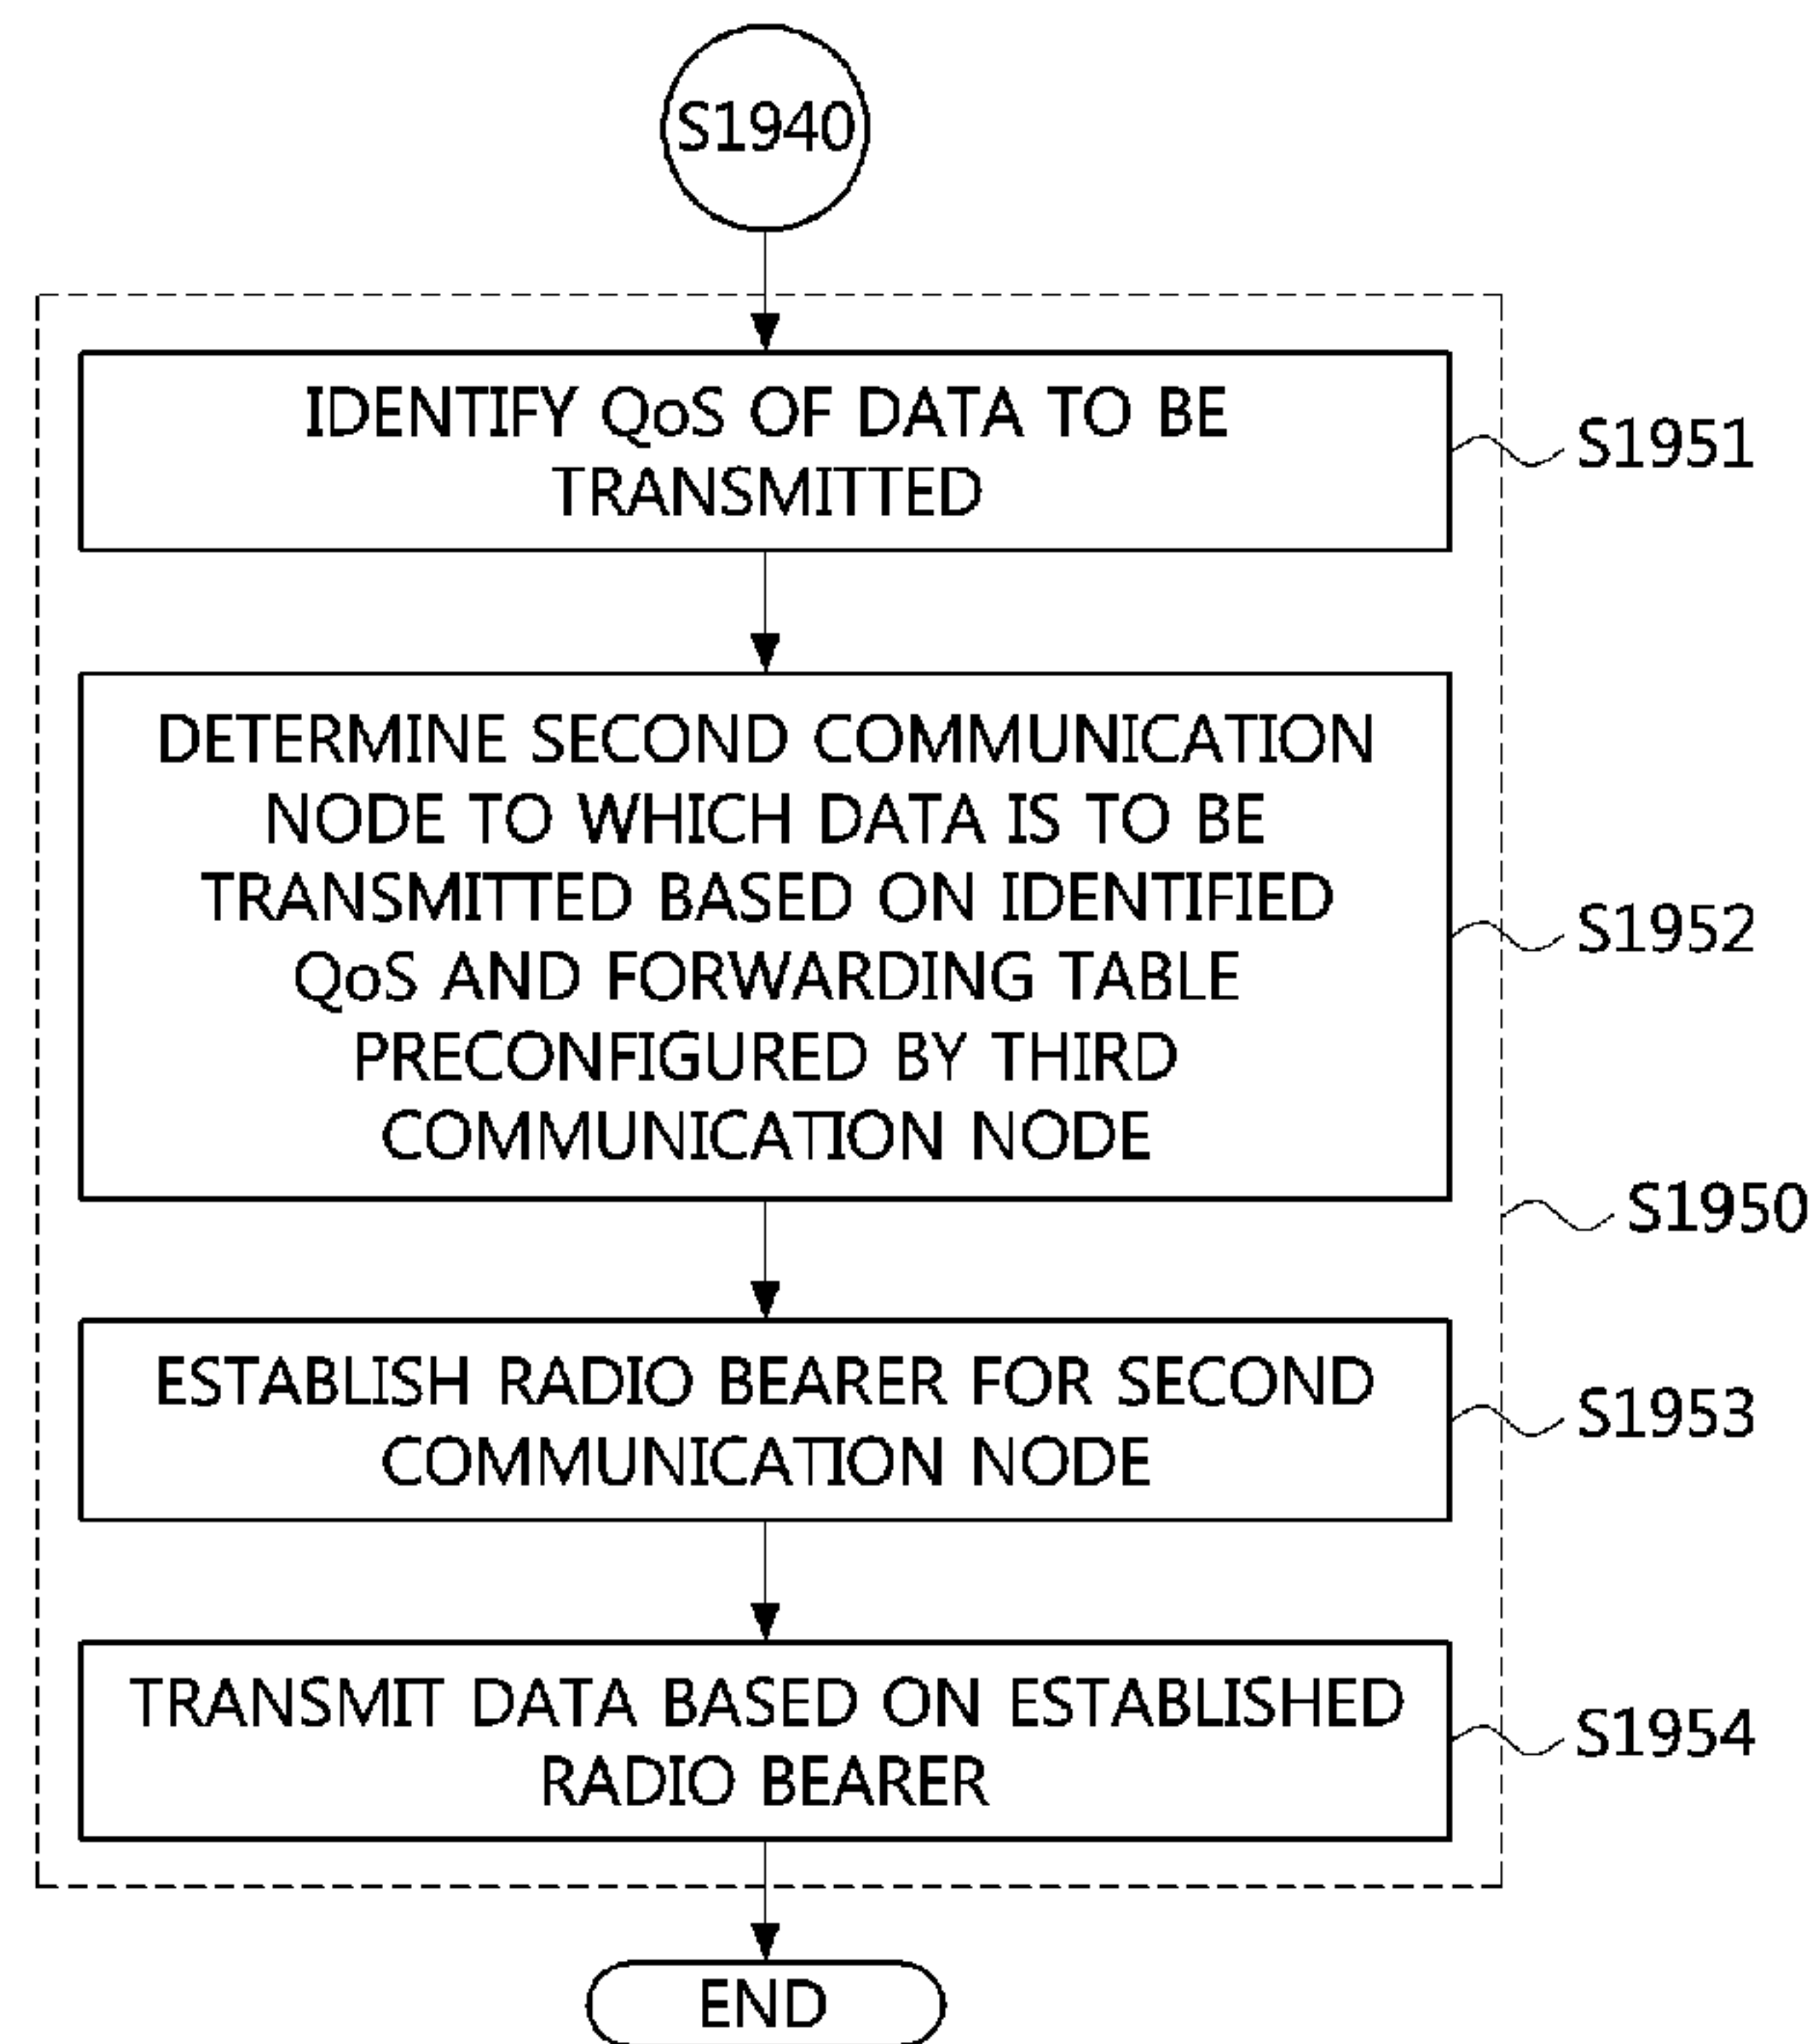 S1940
IDENTIFY QoS OF DATA TO BE
TRANSMITTED
S1951
DETERMINE SECOND COMMUNICATION
NODE TO WHICH DATA IS TO BE
TRANSMITTED BASED ON IDENTIFIED
QoS AND FORWARDING TABLE
PRECONFIGURED BY THIRD
COMMUNICATION NODE
S1952
S1950
ESTABLISH RADIO BEARER FOR SECOND
COMMUNICATION NODE
S1953
TRANSMIT DATA BASED ON ESTABLISHED
RADIO BEARER
S1954
END